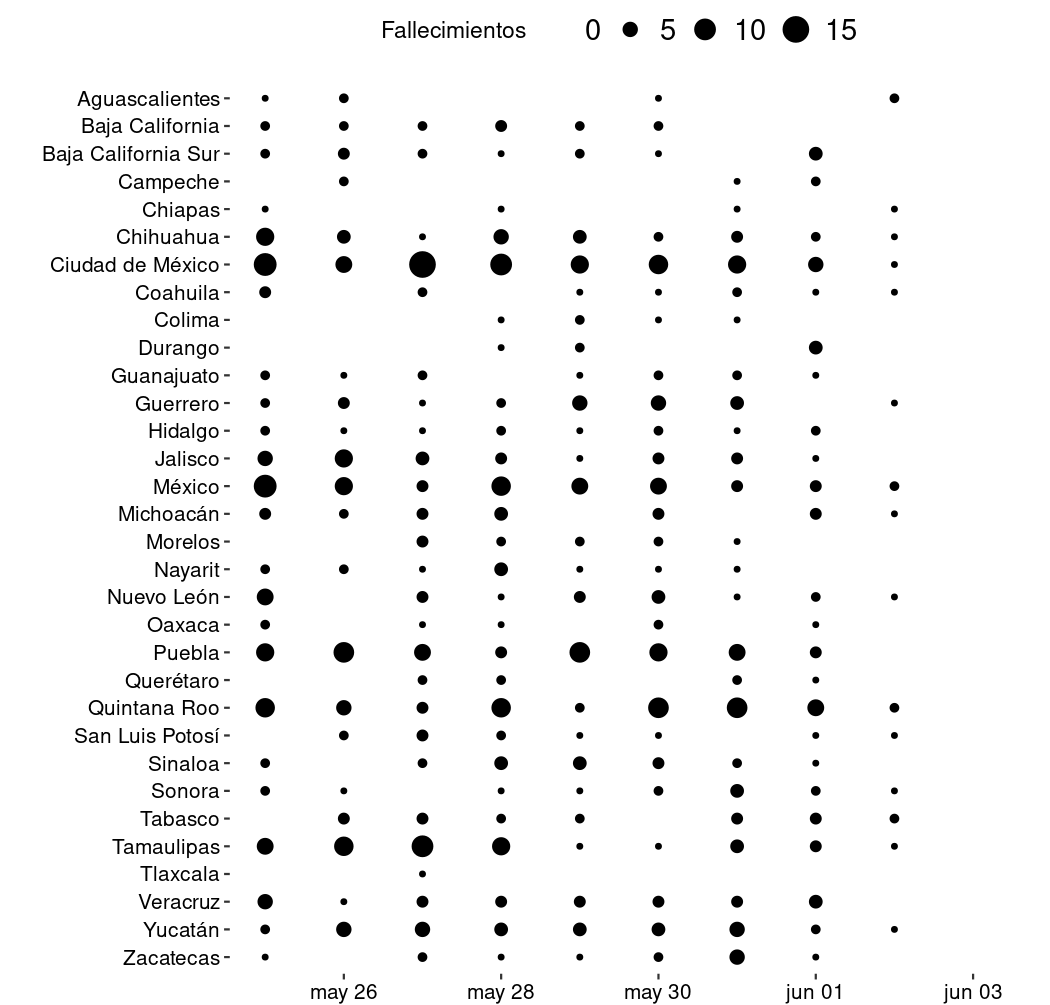 Fallecimientos 0 5 10 15
Aguascalientes
Baja California
Baja California Sur
Campeche
Chiapas
Chihuahua
Ciudad de México
Coahuila
Colima
Durango
Guanajuato
Guerrero
Hidalgo
Jalisco
México
Michoacán
Morelos
Nayarit
Nuevo León
Oaxaca
Puebla
Querétaro
Quintana Roo
San Luis Potosí
Sinaloa
Sonora
Tabasco
Tamaulipas
Tlaxcala
Veracruz
Yucatán
Zacatecas
may 26 may 28 may 30 jun 01 jun 03